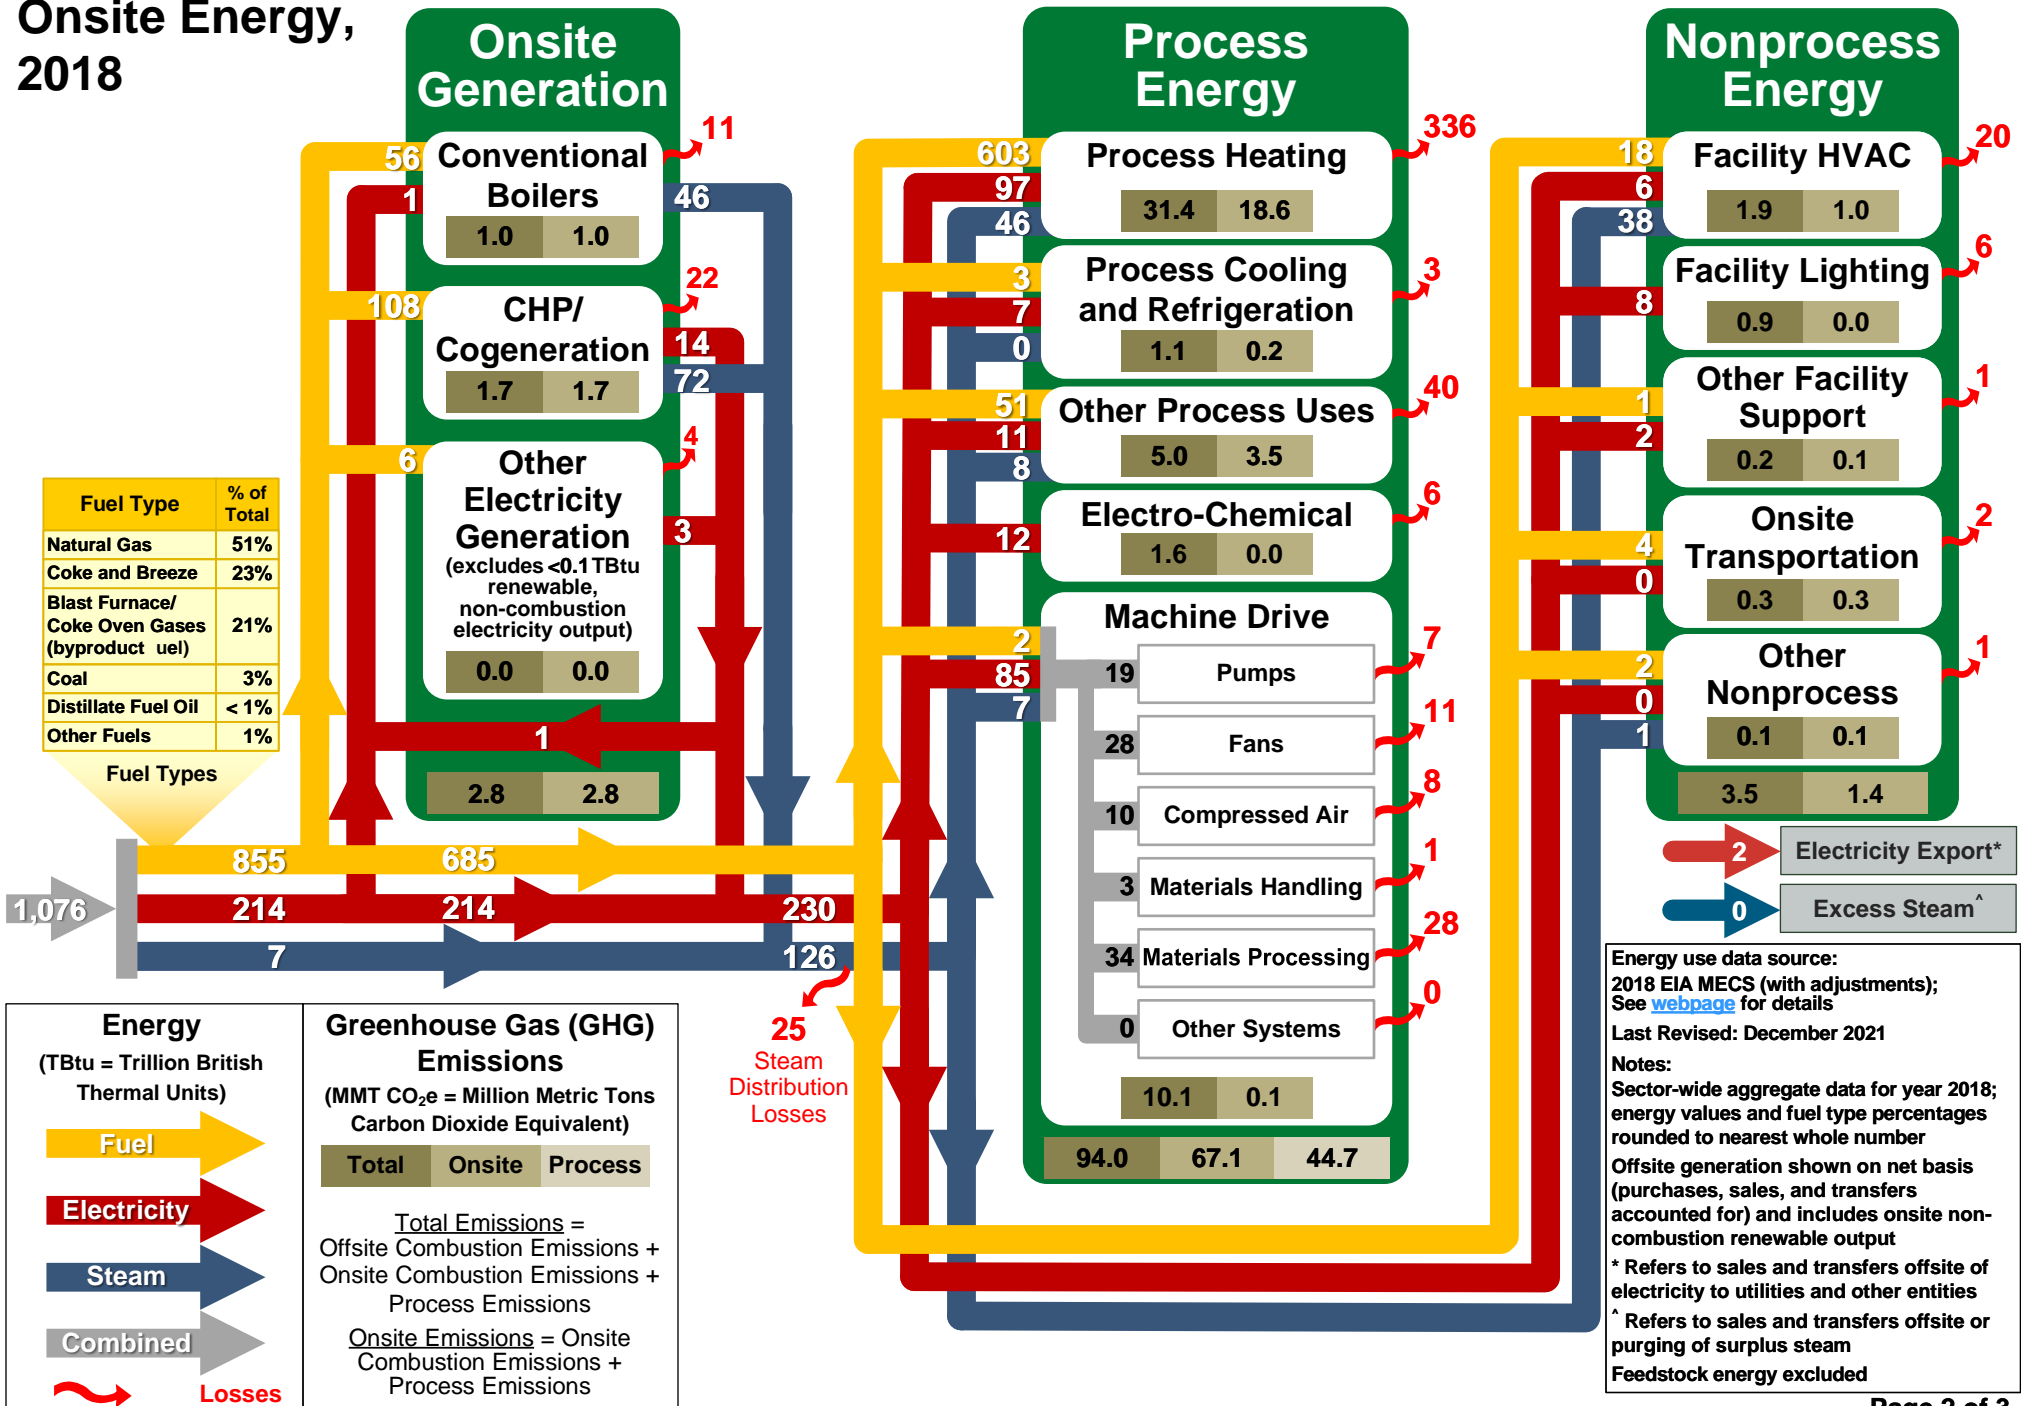 Onsite Energy,
2018
Onsite
Generation
56
1
Conventional
Boilers
1.0 1.0
11
46
108
CHP/
Cogeneration
1.7 1.7
22
14
72
6
Other
Electricity
Generation
(excludes <0.1 TBtu
renewable,
non-combustion
electricity output)
0.0 0.0
4
3
1
2.8 2.8
Fuel Type % of
Total
Natural Gas 51%
Coke and Breeze 23%
Blast Furnace/
Coke Oven Gases
(byproduct uel) 21%
Coal 3%
Distillate Fuel Oil < 1%
Other Fuels 1%
Fuel Types
1,076
855 685
214 214 230
7 126
25
Steam
Distribution
Losses
Process
Energy
603
97
46
Process Heating
31.4 18.6
336
3
7
0
Process Cooling
and Refrigeration
1.1 0.2
3
51
11
8
Other Process Uses
5.0 3.5
40
12
Electro-Chemical
1.6 0.0
6
2
85
7
Machine Drive
19 Pumps 7
28 Fans 11
10 Compressed Air 8
3 Materials Handling 1
34 Materials Processing 28
0 Other Systems 0
10.1 0.1
94.0 67.1 44.7
Nonprocess
Energy
18
6
38
Facility HVAC
1.9 1.0
20
8
Facility Lighting
0.9 0.0
6
1
2
Other Facility
Support
0.2 0.1
1
4
0
Onsite
Transportation
0.3 0.3
2
2
0
1
Other
Nonprocess
0.1 0.1
1
3.5 1.4
2 Electricity Export*
0 Excess Steam^
Energy
(TBtu = Trillion British
Thermal Units)
Fuel
Electricity
Steam
Combined
Losses
Greenhouse Gas (GHG)
Emissions
(MMT CO₂e = Million Metric Tons
Carbon Dioxide Equivalent)
Total Onsite Process
Total Emissions =
Offsite Combustion Emissions +
Onsite Combustion Emissions +
Process Emissions
Onsite Emissions = Onsite
Combustion Emissions +
Process Emissions
Energy use data source:
2018 EIA MECS (with adjustments);
See webpage for details
Last Revised: December 2021
Notes:
Sector-wide aggregate data for year 2018;
energy values and fuel type percentages
rounded to nearest whole number
Offsite generation shown on net basis
(purchases, sales, and transfers
accounted for) and includes onsite non-
combustion renewable output
* Refers to sales and transfers offsite of
electricity to utilities and other entities
^ Refers to sales and transfers offsite or
purging of surplus steam
Feedstock energy excluded
Page 2 of 3